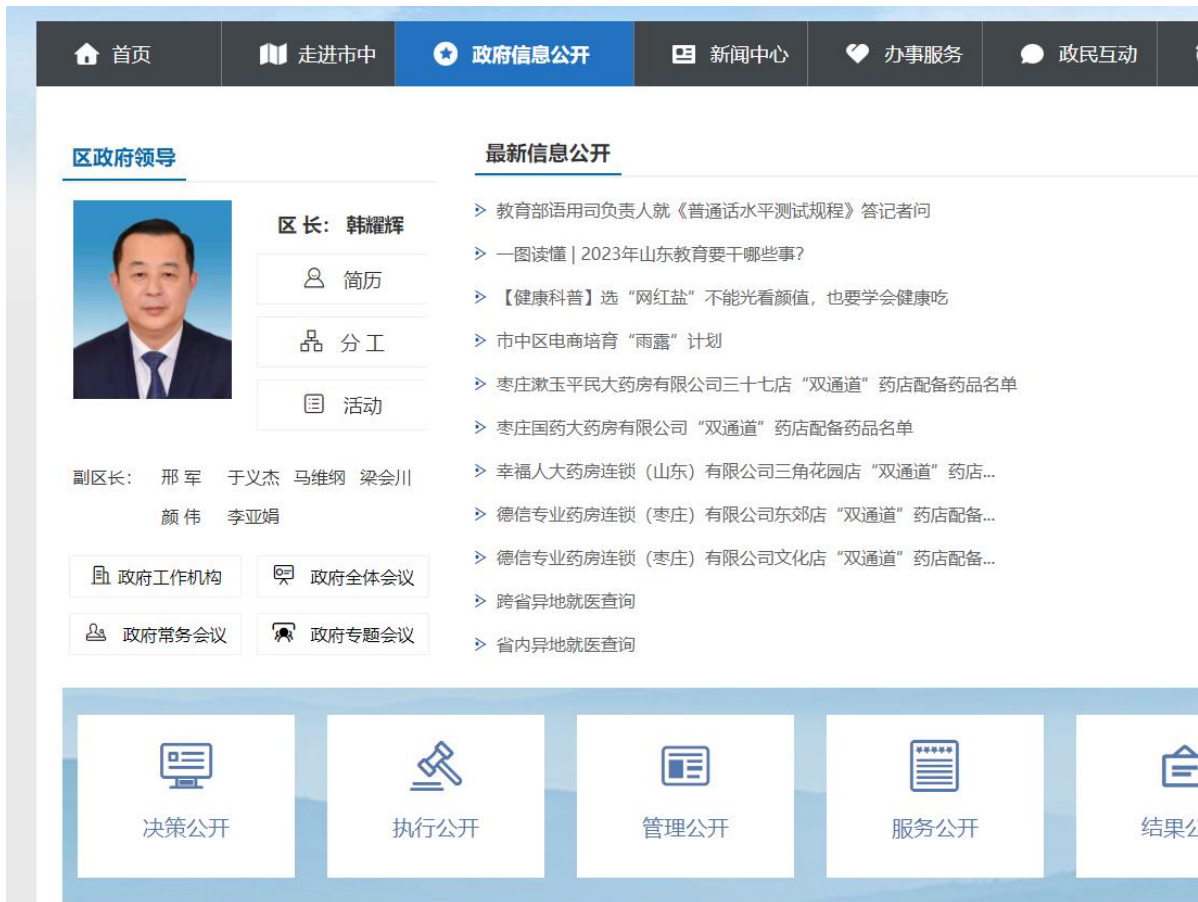 首页
走进市中
政府信息公开
新闻中心
办事服务
政民互动
区政府领导
区 长： 韩耀辉
简历
分 工
活动
副区长： 邢 军 于义杰 马维纲 梁会川
颜 伟 李亚娟
政府工作机构
政府全体会议
政府常务会议
政府专题会议
最新信息公开
教育部语用司负责人就《普通话水平测试规程》答记者问
一图读懂 | 2023年山东教育要干哪些事?
【健康科普】选“网红盐”不能光看颜值，也要学会健康吃
市中区电商培育“雨露”计划
枣庄漱玉平民大药房有限公司三十七店“双通道”药店配备药品名单
枣庄国药大药房有限公司“双通道”药店配备药品名单
幸福人大药房连锁（山东）有限公司三角花园店“双通道”药店...
德信专业药房连锁（枣庄）有限公司东郊店“双通道”药店配备...
德信专业药房连锁（枣庄）有限公司文化店“双通道”药店配备...
跨省异地就医查询
省内异地就医查询
决策公开
执行公开
管理公开
服务公开
结果公